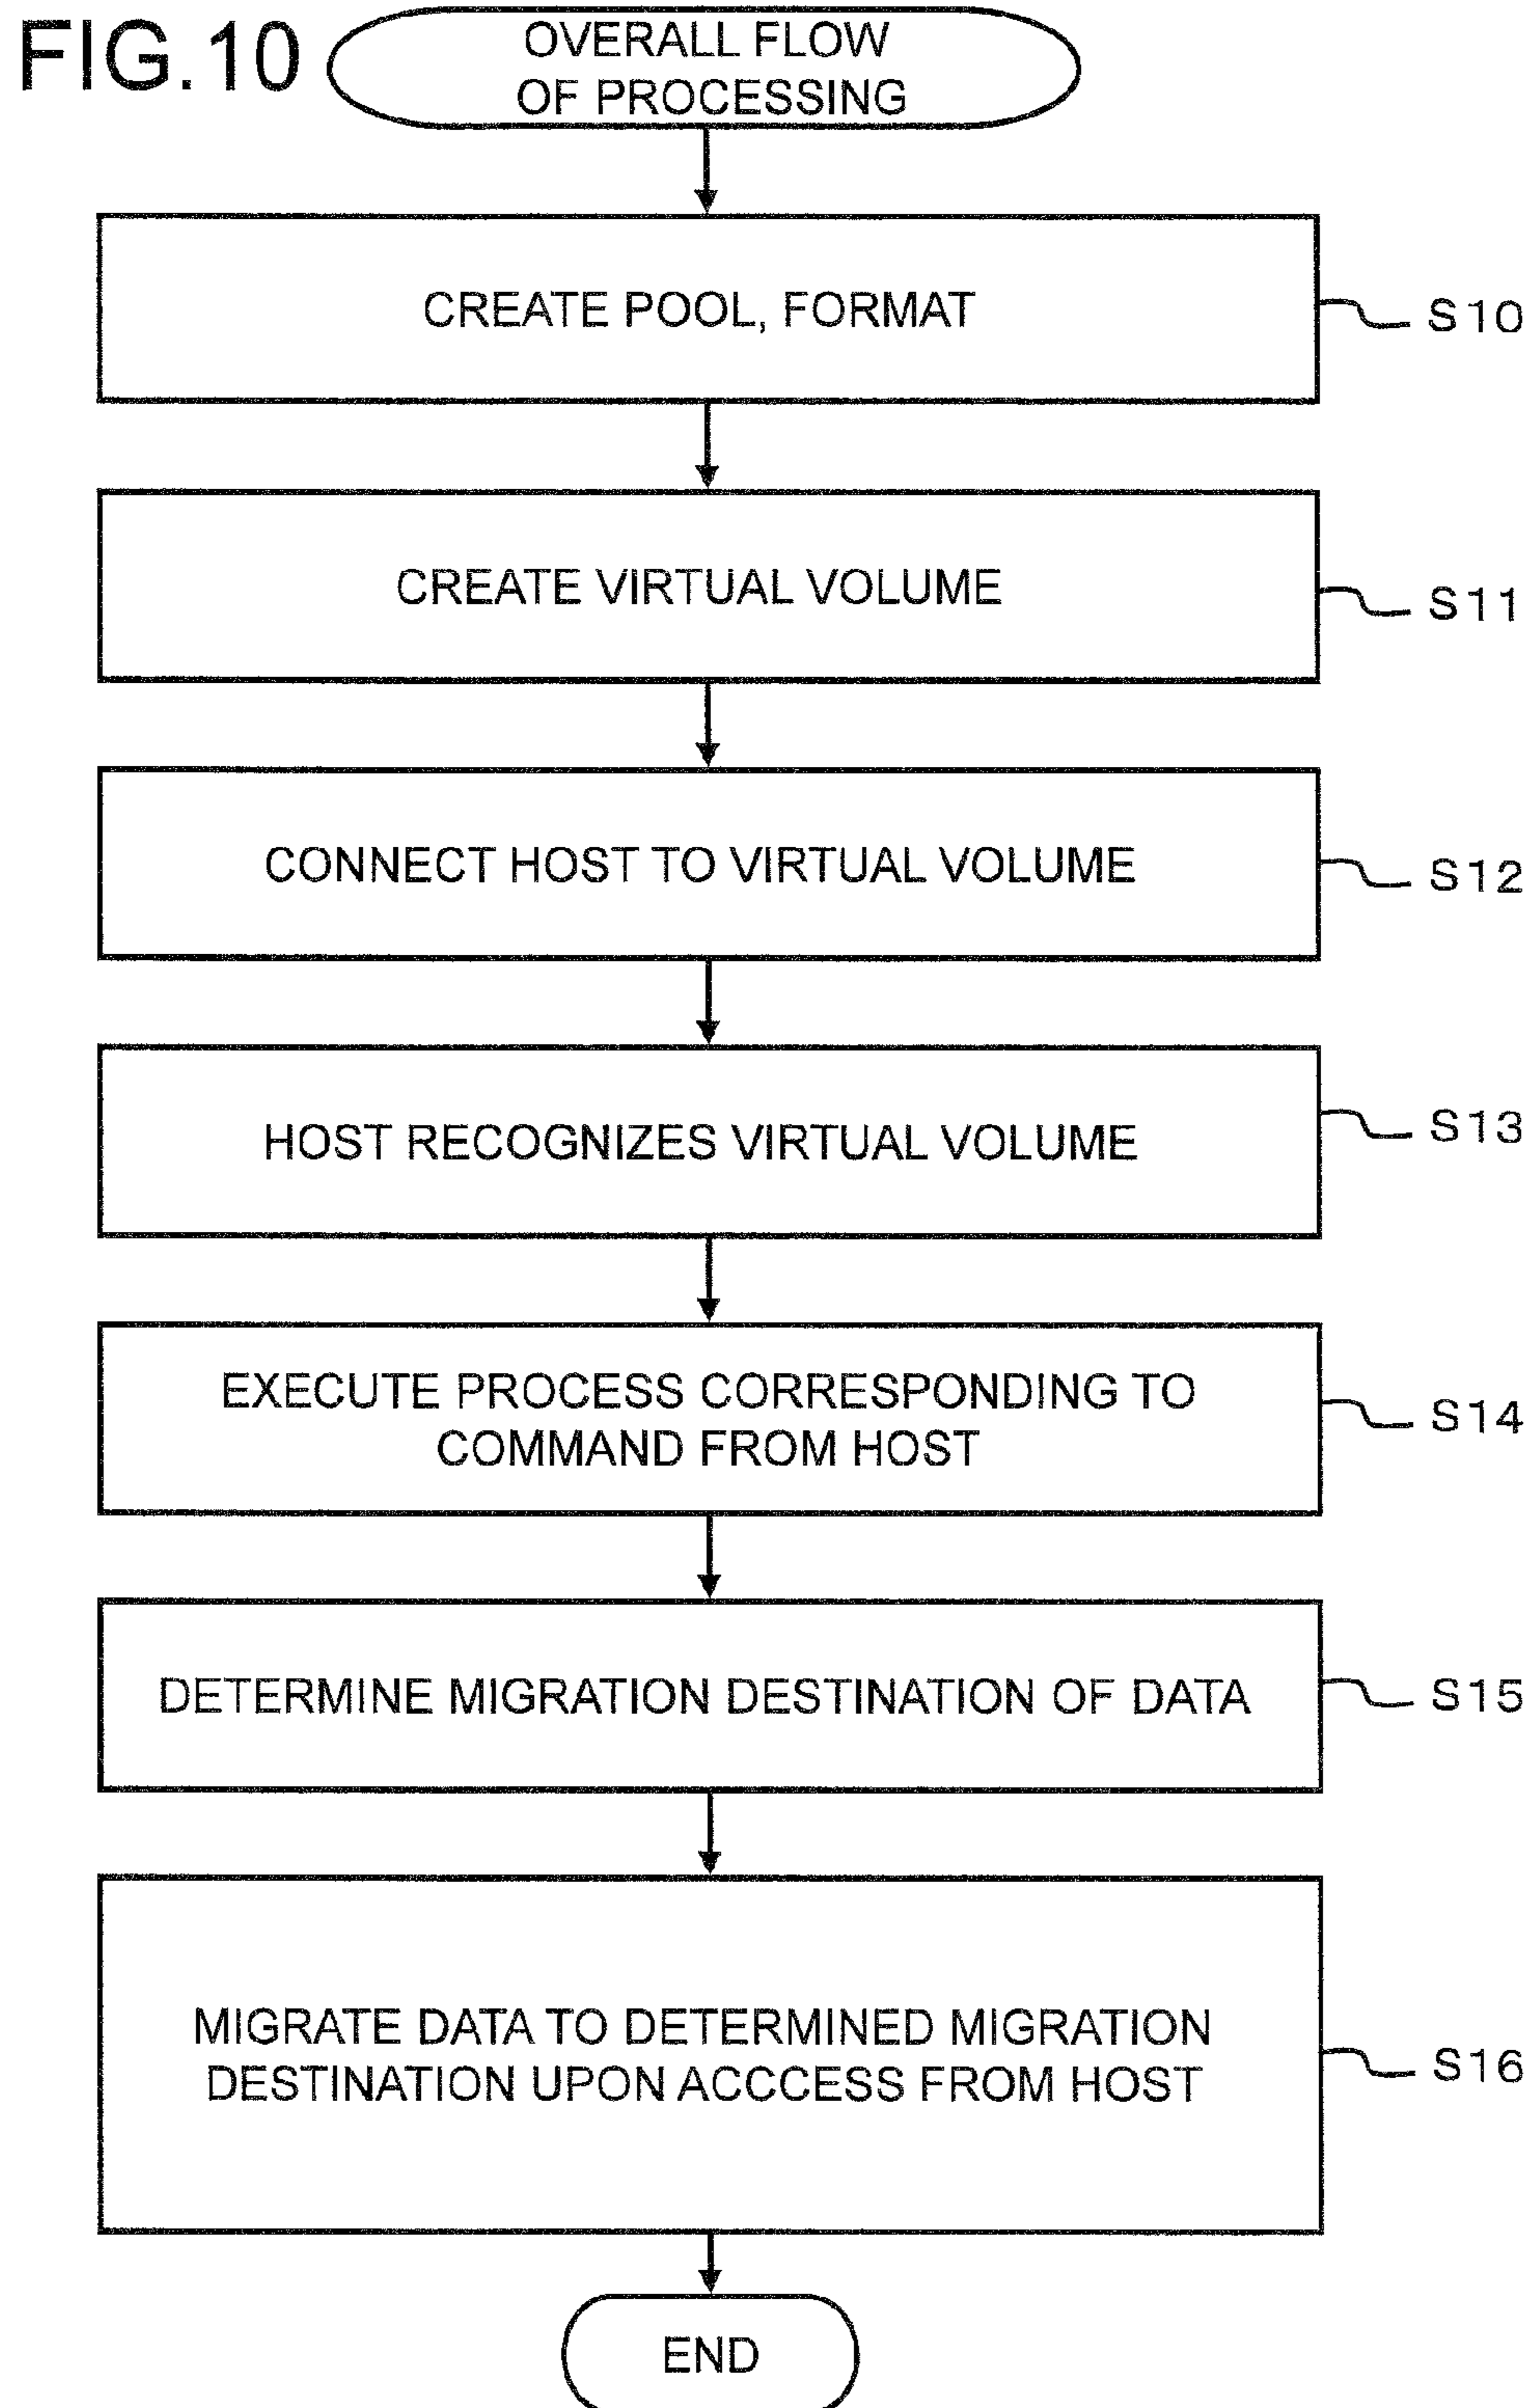 FIG.10
OVERALL FLOW
OF PROCESSING
CREATE POOL, FORMAT
S10
CREATE VIRTUAL VOLUME
S11
CONNECT HOST TO VIRTUAL VOLUME
S12
HOST RECOGNIZES VIRTUAL VOLUME
S13
EXECUTE PROCESS CORRESPONDING TO
COMMAND FROM HOST
S14
DETERMINE MIGRATION DESTINATION OF DATA
S15
MIGRATE DATA TO DETERMINED MIGRATION
DESTINATION UPON ACCCESS FROM HOST
S16
END